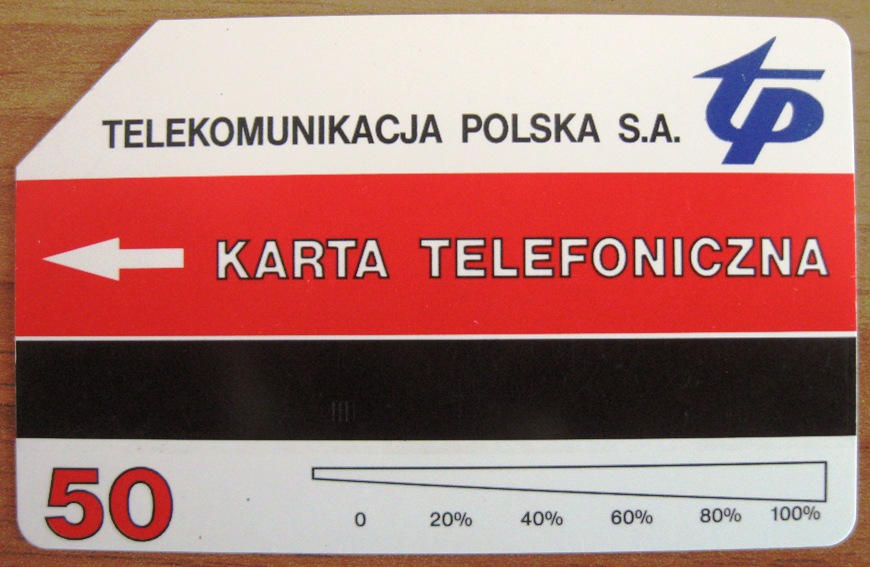 TELEKOMUNIKACJA POLSKA S.A.
tp
KARTA TELEFONICZNA
50
0 20% 40% 60% 80% 100%